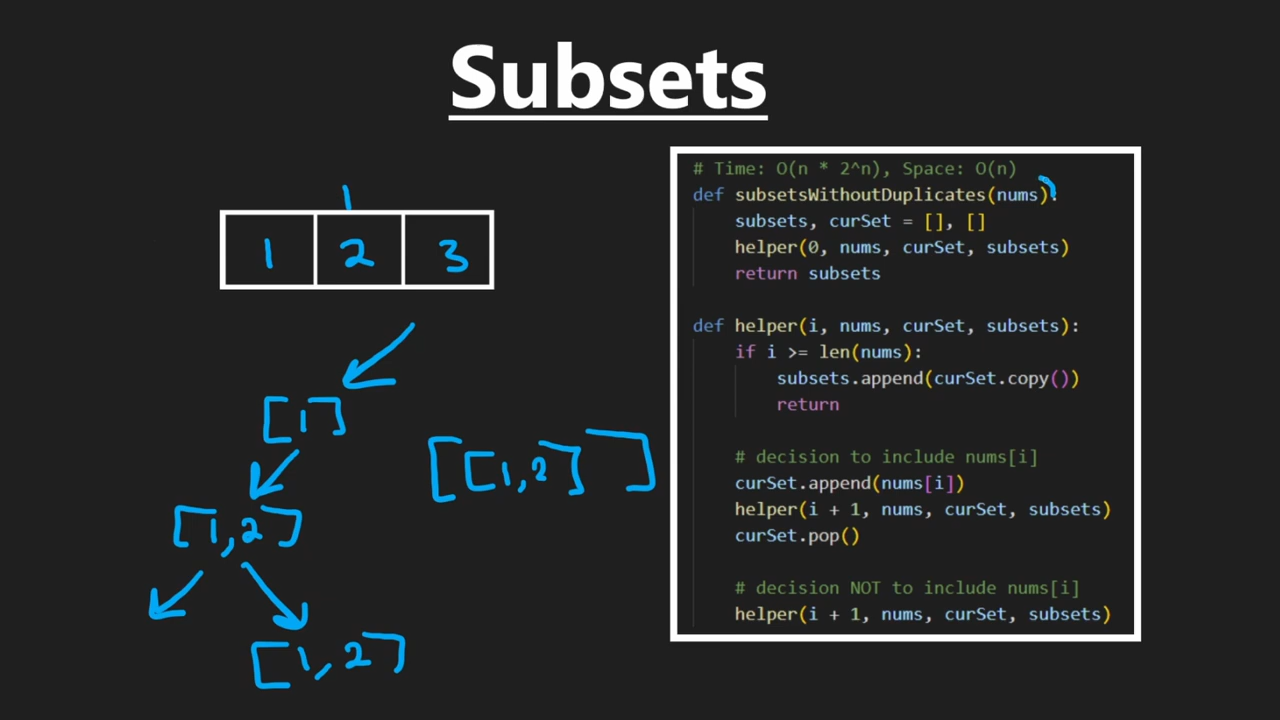 Subsets
1
1 2 3
[1]
[1,2]
[1,2]
[[1,2] ]
# Time: O(n * 2^n), Space: O(n)
def subsetsWithoutDuplicates(nums):
subsets, curSet = [], []
helper(0, nums, curSet, subsets)
return subsets
def helper(i, nums, curSet, subsets):
if i >= len(nums):
subsets.append(curSet.copy())
return
# decision to include nums[i]
curSet.append(nums[i])
helper(i + 1, nums, curSet, subsets)
curSet.pop()
# decision NOT to include nums[i]
helper(i + 1, nums, curSet, subsets)